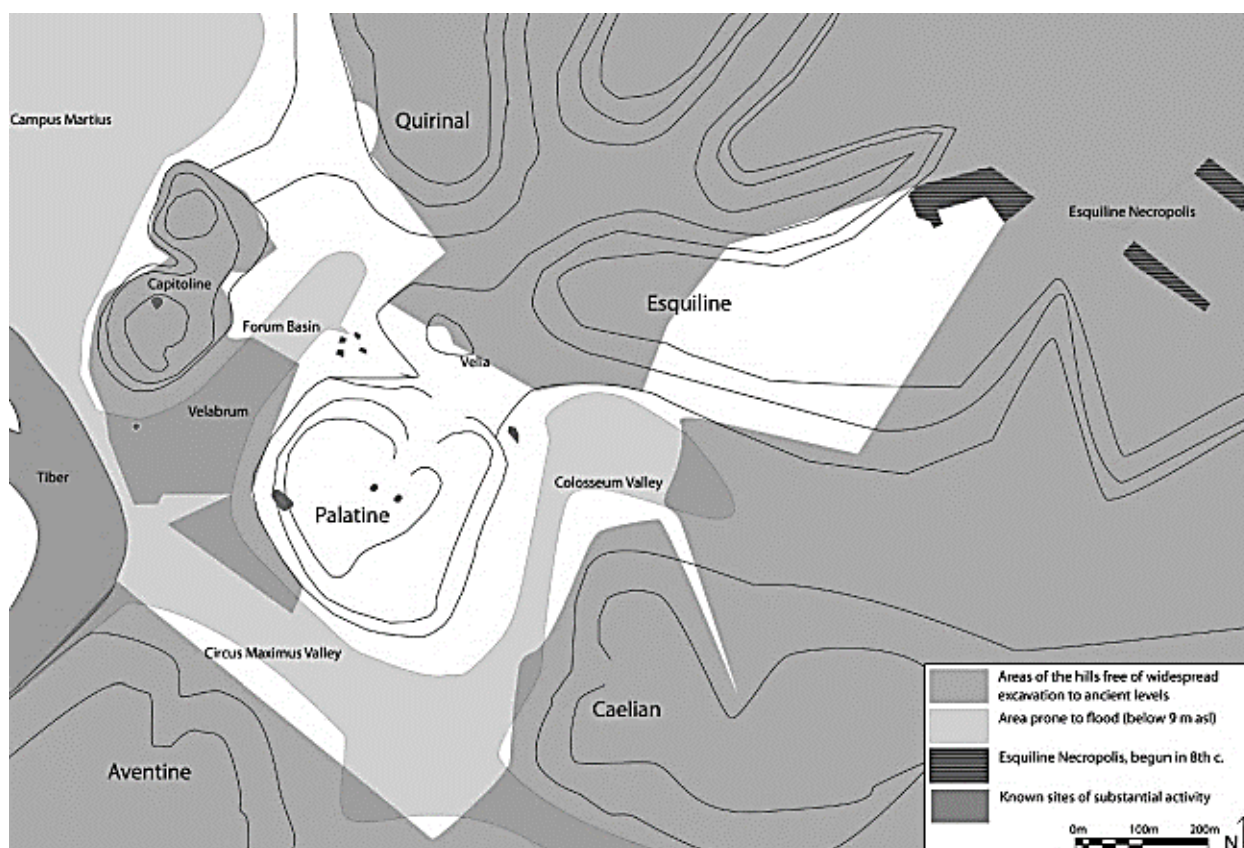 Campus Martius
Quirinal
Esquiline Necropolis
Capitoline
Esquiline
Forum Basin
Velia
Velabrum
Tiber
Colosseum Valley
Palatine
Circus Maximus Valley
Caelian
Aventine
Areas of the hills free of widespread
excavation to ancient levels
Area prone to flood (below 9 m asl)
Esquiline Necropolis, begun in 8th c.
Known sites of substantial activity
0m 100m 200m
N